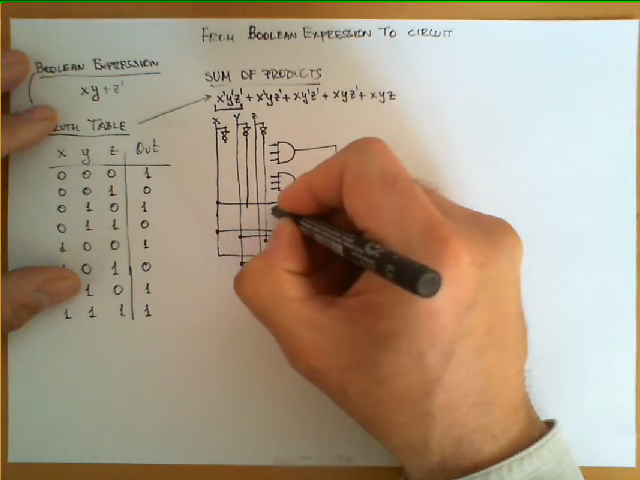 FROM BOOLEAN EXPRESSION TO CIRCUIT
BOOLEAN EXPRESSION
xy+z'
SUM OF PRODUCTS
x'y'z' + x'yz' + xy'z' + xyz' + xyz
TABLE
x y z
x y z Out
0 0 0 1
0 0 1 0
0 1 0 1
0 1 1 0
1 0 0 1
0 1 0
1 0 1
1 1 1 1